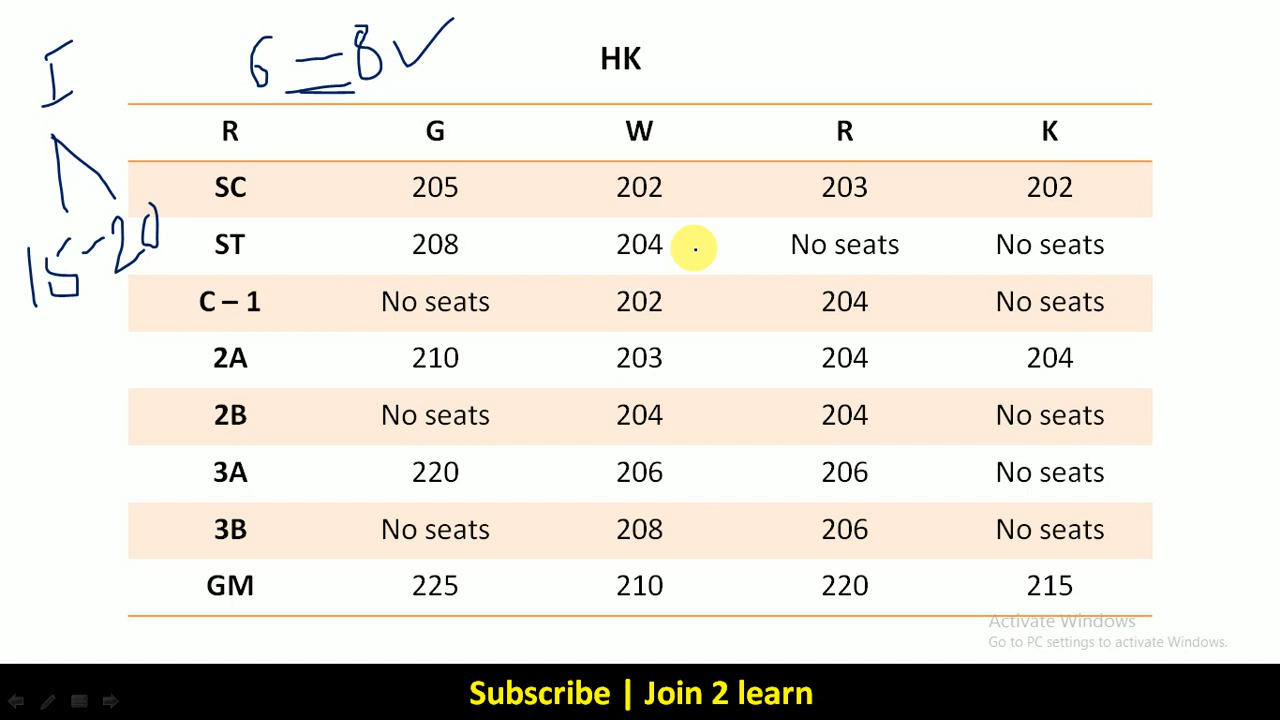 I
6 – 8 ✓
HK
R G W R K
SC 205 202 203 202
15 - 20
ST 208 204 No seats No seats
C – 1 No seats 202 204 No seats
2A 210 203 204 204
2B No seats 204 204 No seats
3A 220 206 206 No seats
3B No seats 208 206 No seats
GM 225 210 220 215
Activate Windows
Go to PC settings to activate Windows.
Subscribe | Join 2 learn